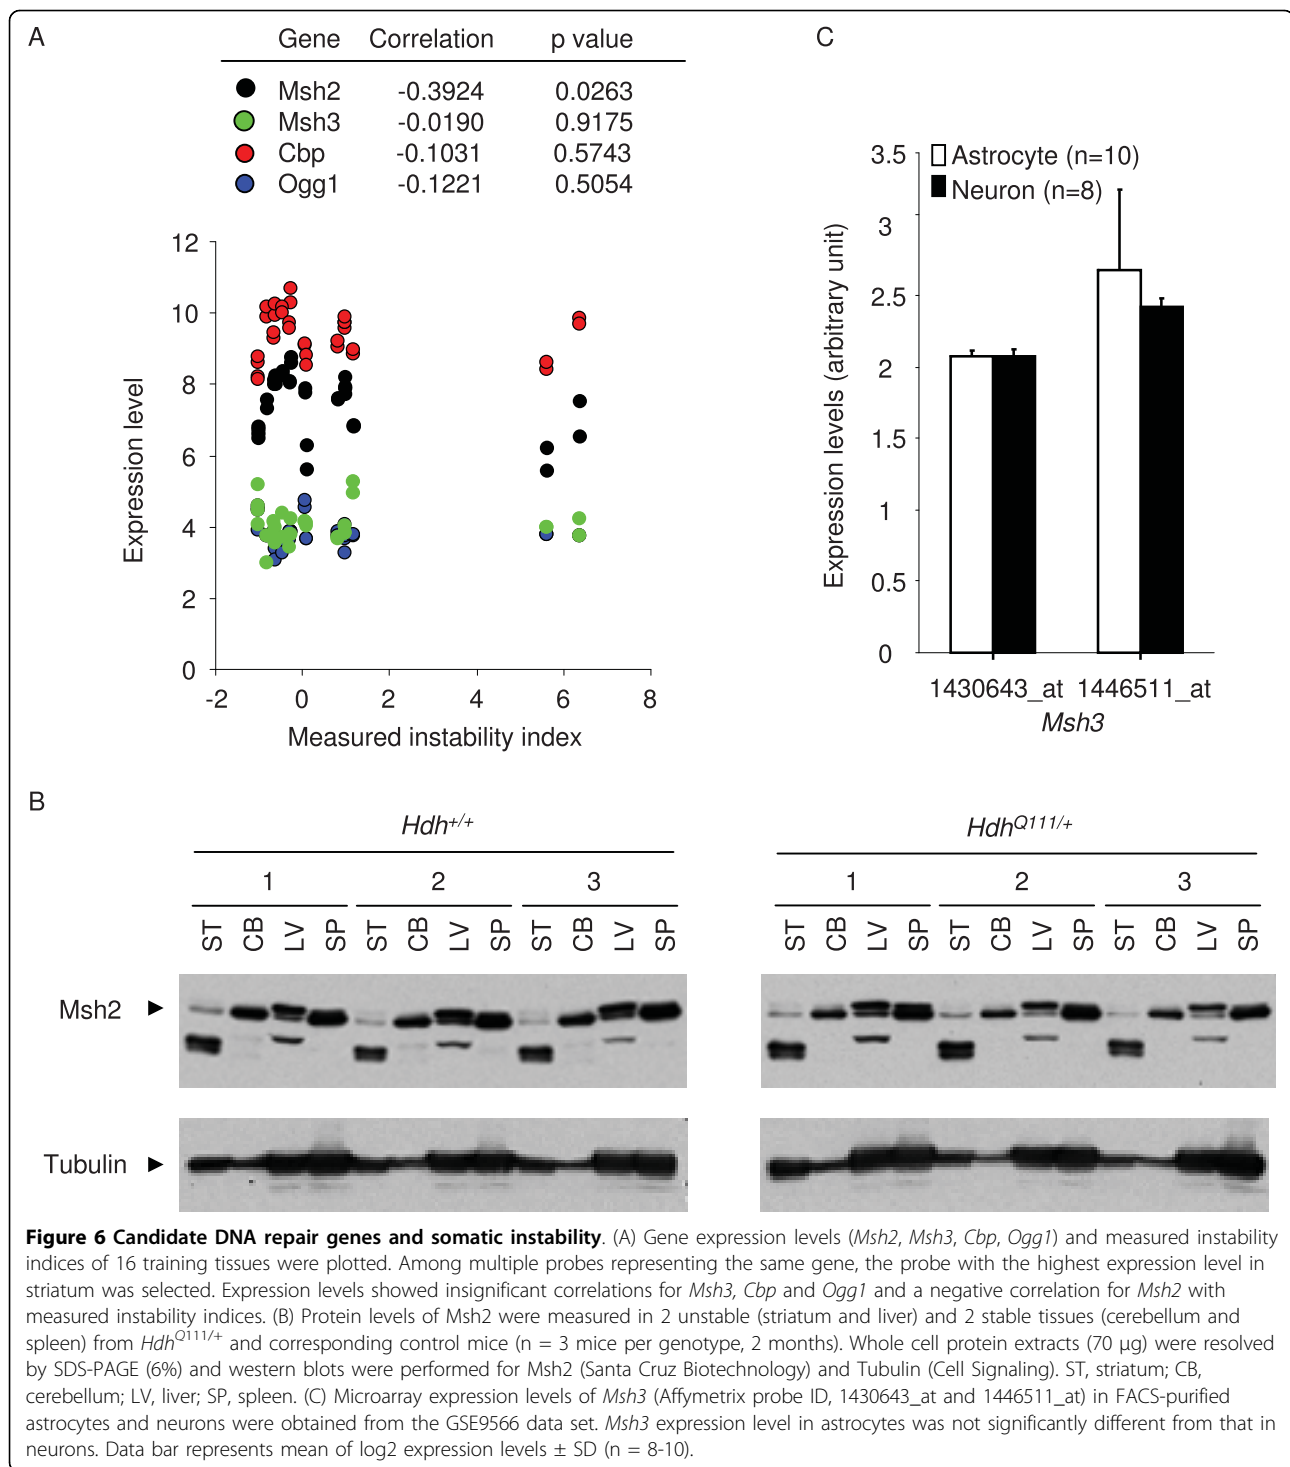 A
Gene Correlation p value
Msh2 -0.3924 0.0263
Msh3 -0.0190 0.9175
Cbp -0.1031 0.5743
Ogg1 -0.1221 0.5054
12
10
8
6
4
2
0
-2 0 2 4 6 8
Expression level
Measured instability index
C
Astrocyte (n=10)
Neuron (n=8)
3.5
3
2.5
2
1.5
1
0.5
0
Expression levels (arbitrary unit)
1430643_at 1446511_at
Msh3
B
Hdh+/+ HdhQ111/+
1 2 3 1 2 3
ST CB LV SP ST CB LV SP ST CB LV SP ST CB LV SP ST CB LV SP ST CB LV SP
Msh2
Tubulin
Figure 6 Candidate DNA repair genes and somatic instability. (A) Gene expression levels (Msh2, Msh3, Cbp, Ogg1) and measured instability
indices of 16 training tissues were plotted. Among multiple probes representing the same gene, the probe with the highest expression level in
striatum was selected. Expression levels showed insignificant correlations for Msh3, Cbp and Ogg1 and a negative correlation for Msh2 with
measured instability indices. (B) Protein levels of Msh2 were measured in 2 unstable (striatum and liver) and 2 stable tissues (cerebellum and
spleen) from HdhQ111/+ and corresponding control mice (n = 3 mice per genotype, 2 months). Whole cell protein extracts (70 μg) were resolved
by SDS-PAGE (6%) and western blots were performed for Msh2 (Santa Cruz Biotechnology) and Tubulin (Cell Signaling). ST, striatum; CB,
cerebellum; LV, liver; SP, spleen. (C) Microarray expression levels of Msh3 (Affymetrix probe ID, 1430643_at and 1446511_at) in FACS-purified
astrocytes and neurons were obtained from the GSE9566 data set. Msh3 expression level in astrocytes was not significantly different from that in
neurons. Data bar represents mean of log2 expression levels ± SD (n = 8-10).